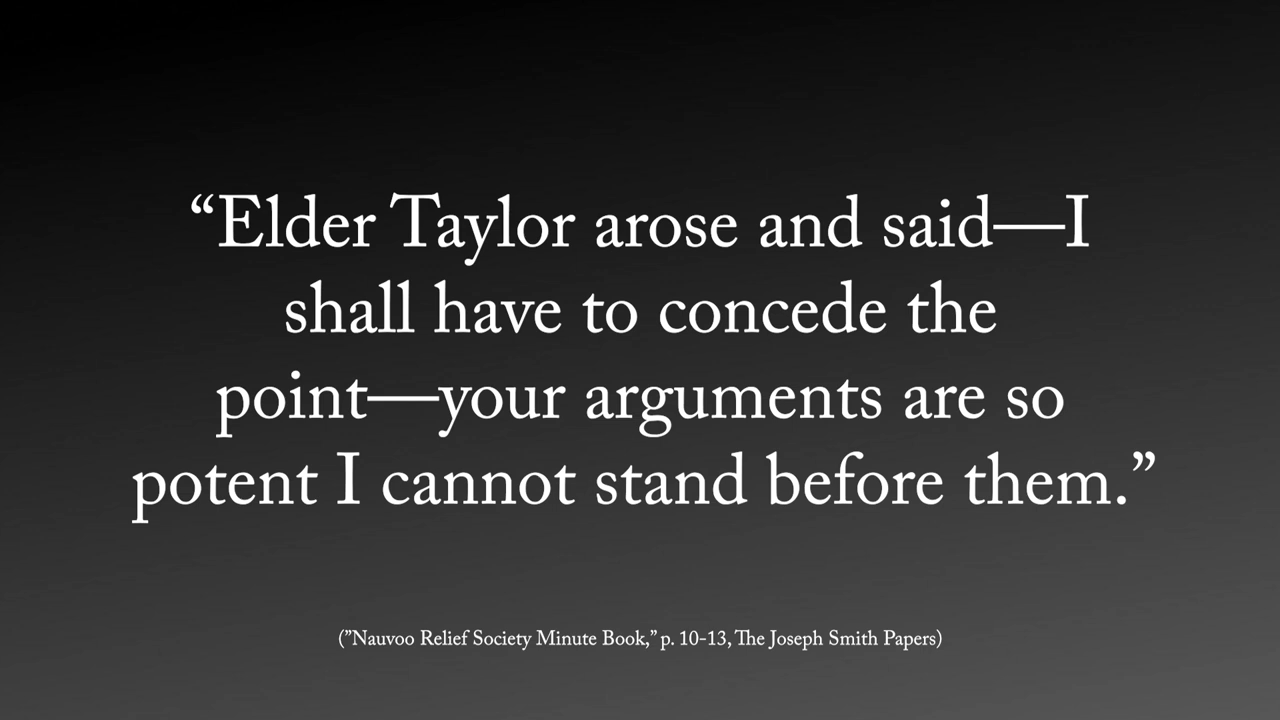 “Elder Taylor arose and said—I
shall have to concede the
point—your arguments are so
potent I cannot stand before them.”
(”Nauvoo Relief Society Minute Book,” p. 10-13, The Joseph Smith Papers)